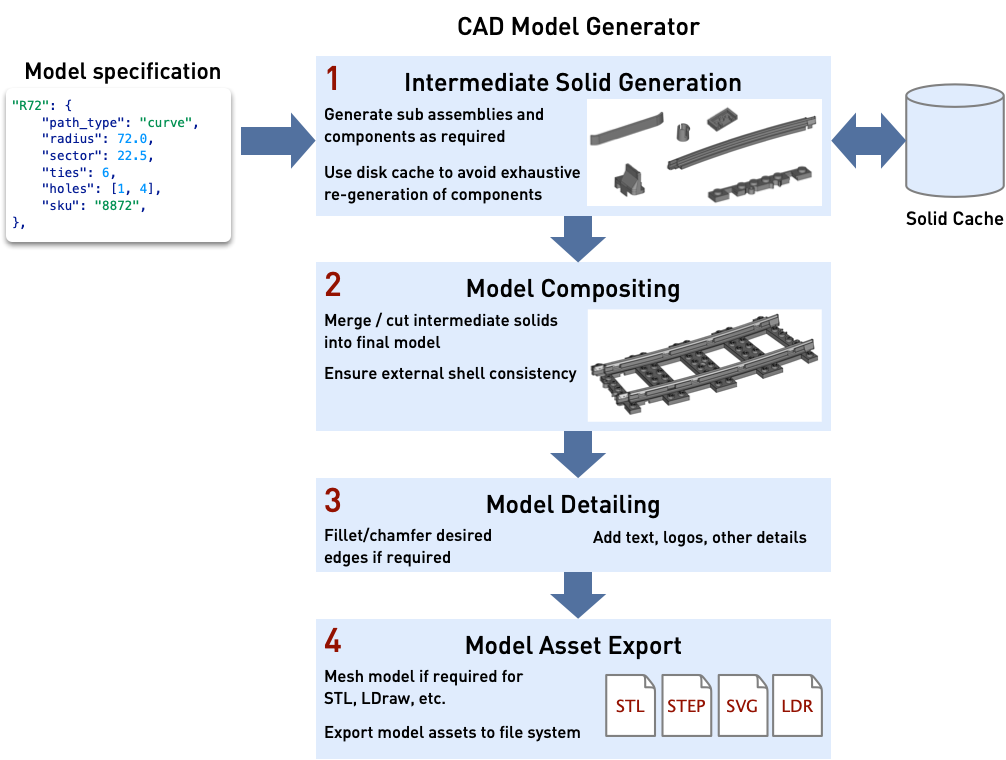 CAD Model Generator
Model specification
"R72": {
"path_type": "curve",
"radius": 72.0,
"sector": 22.5,
"ties": 6,
"holes": [1, 4],
"sku": "8872",
},
1
Intermediate Solid Generation
Generate sub assemblies and
components as required
Use disk cache to avoid exhaustive
re-generation of components
Solid Cache
2
Model Compositing
Merge / cut intermediate solids
into final model
Ensure external shell consistency
3
Model Detailing
Fillet/chamfer desired
edges if required
Add text, logos, other details
4
Model Asset Export
Mesh model if required for
STL, LDraw, etc.
Export model assets to file system
STL
STEP
SVG
LDR